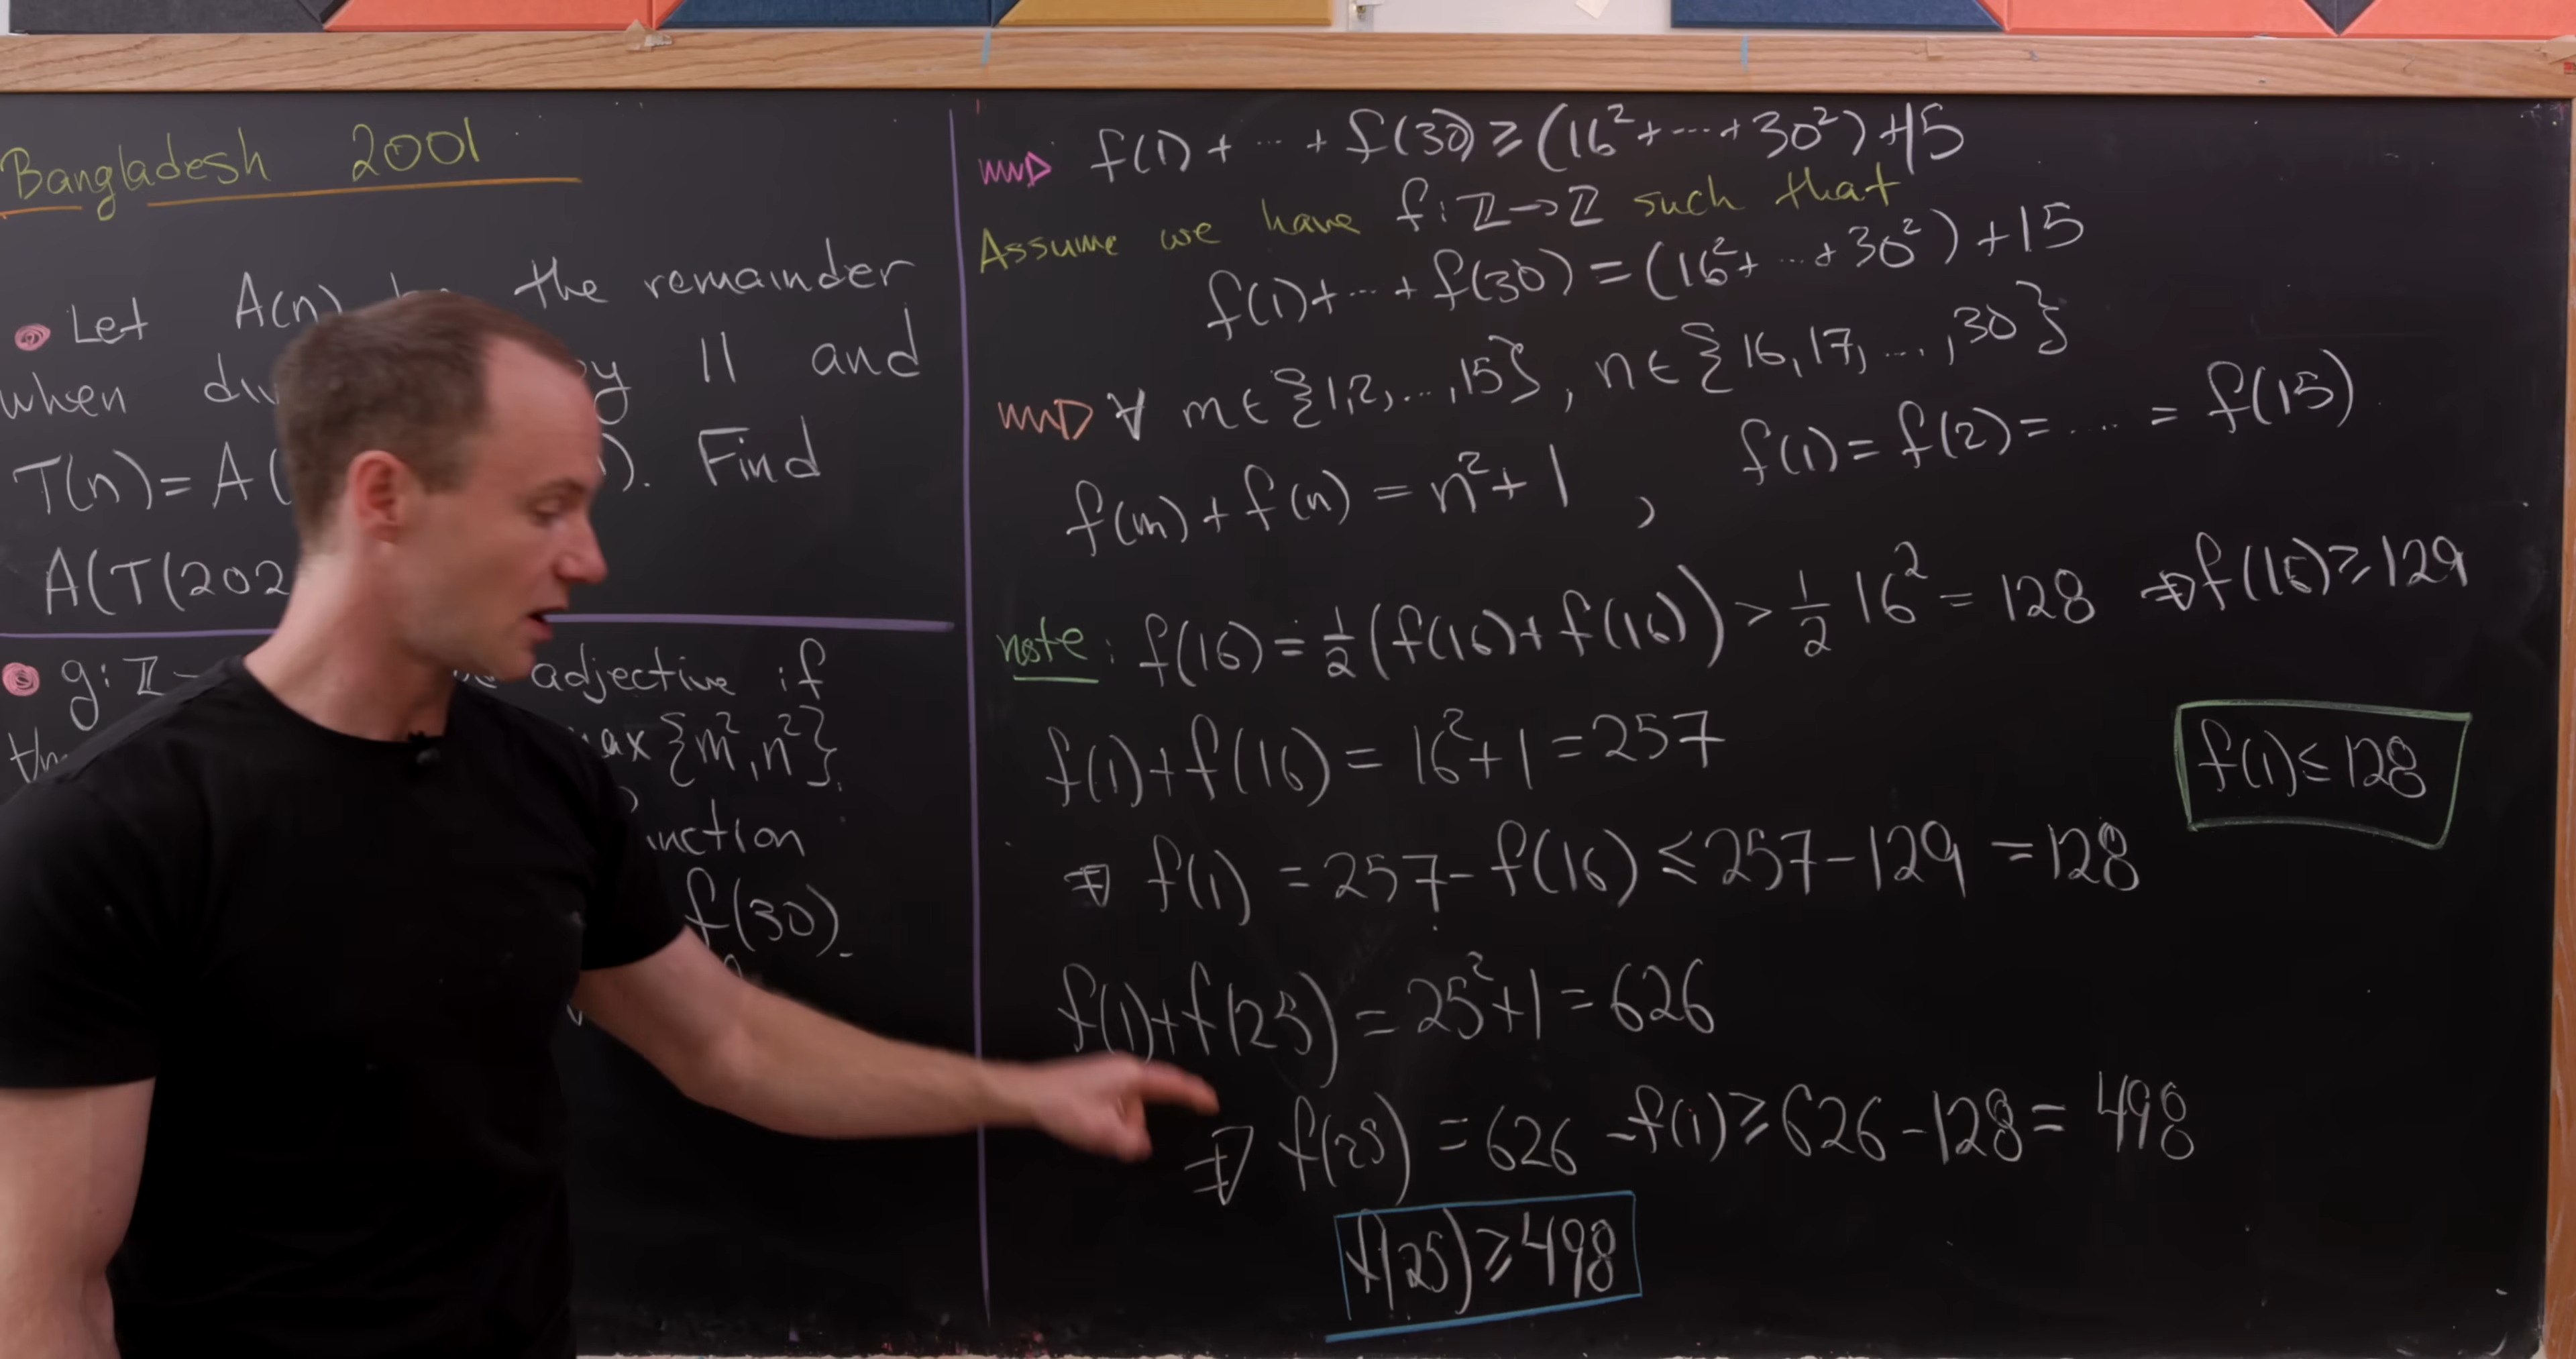 Bangladesh 2001
• Let A(n) the remainder
when by 11 and
T(n)=A( ). Find
A(T(202
• g:ℤ adjective if
max{m²,n²}.
function
f(30).
f(1)+⋯+f(30)≥(16²+⋯+30²)+15
Assume we have f:ℤ→ℤ such that
f(1)+⋯+f(30)=(16²+⋯+30²)+15
∀ m∈{1,2,...,15}, n∈{16,17,...,30}
f(m)+f(n)=n²+1, f(1)=f(2)=....=f(15)
note: f(16)=½(f(16)+f(16))>½16²=128 ⇒f(16)≥129
f(1)+f(16)=16²+1=257
f(1)≤128
⇒ f(1)=257-f(16)≤257-129=128
f(1)+f(25)=25²+1=626
⇒ f(25)=626-f(1)≥626-128=498
f(25)≥498